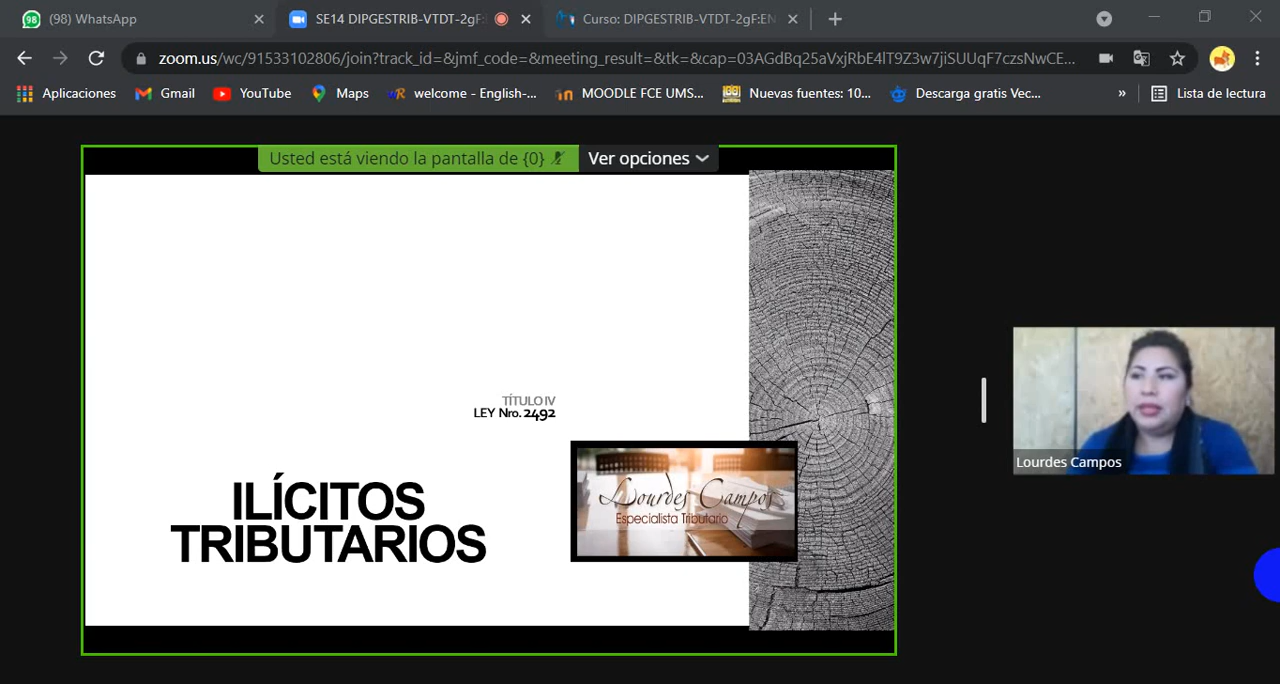 98
(98) WhatsApp
SE14 DIPGESTRIB-VTDT-2gF:
Curso: DIPGESTRIB-VTDT-2gF:EN
zoom.us/wc/91533102806/join?track_id=&jmf_code=&meeting_result=&tk=&cap=03AGdBq25aVxjRbE4lT9Z3w7jiSUUqF7czsNwCE...
Aplicaciones
Gmail
YouTube
Maps
welcome - English-...
MOODLE FCE UMS...
Nuevas fuentes: 10...
Descarga gratis Vec...
»
Lista de lectura
Usted está viendo la pantalla de {0}
Ver opciones
TÍTULO IV
LEY Nro. 2492
ILÍCITOS
TRIBUTARIOS
Lourdes Campos
Especialista Tributario
Lourdes Campos